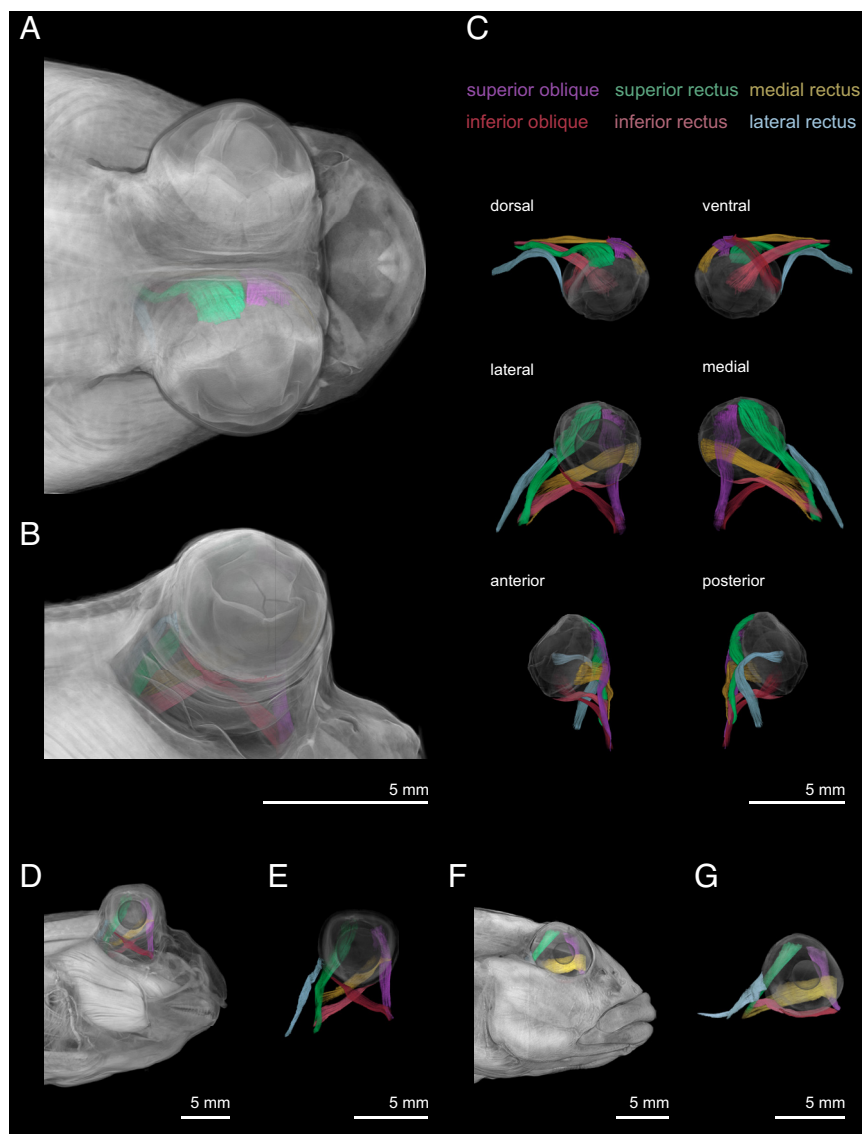 A
C
superior oblique superior rectus medial rectus
inferior oblique inferior rectus lateral rectus
dorsal ventral
lateral medial
B
anterior posterior
5 mm 5 mm
D E F G
5 mm 5 mm 5 mm 5 mm